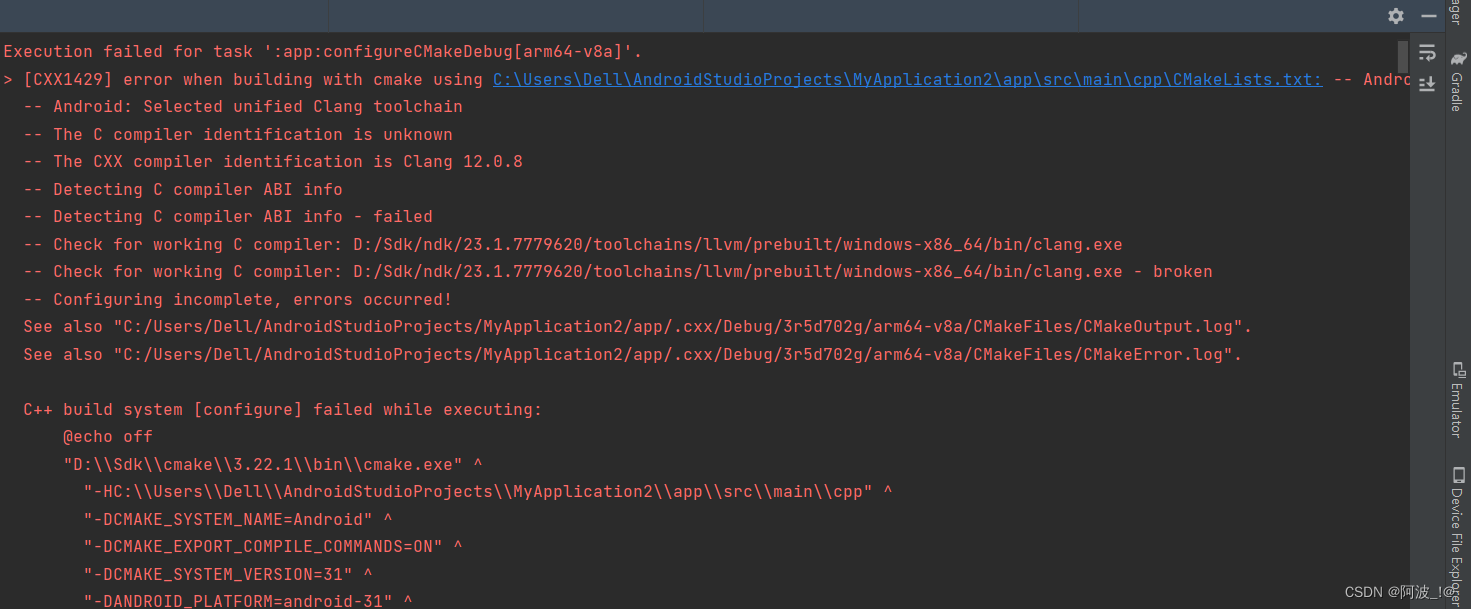 Execution failed for task ':app:configureCMakeDebug[arm64-v8a]'.
> [CXX1429] error when building with cmake using C:\Users\Dell\AndroidStudioProjects\MyApplication2\app\src\main\cpp\CMakeLists.txt: -- Andro
-- Android: Selected unified Clang toolchain
-- The C compiler identification is unknown
-- The CXX compiler identification is Clang 12.0.8
-- Detecting C compiler ABI info
-- Detecting C compiler ABI info - failed
-- Check for working C compiler: D:/Sdk/ndk/23.1.7779620/toolchains/llvm/prebuilt/windows-x86_64/bin/clang.exe
-- Check for working C compiler: D:/Sdk/ndk/23.1.7779620/toolchains/llvm/prebuilt/windows-x86_64/bin/clang.exe - broken
-- Configuring incomplete, errors occurred!
See also "C:/Users/Dell/AndroidStudioProjects/MyApplication2/app/.cxx/Debug/3r5d702g/arm64-v8a/CMakeFiles/CMakeOutput.log".
See also "C:/Users/Dell/AndroidStudioProjects/MyApplication2/app/.cxx/Debug/3r5d702g/arm64-v8a/CMakeFiles/CMakeError.log".
C++ build system [configure] failed while executing:
@echo off
"D:\\Sdk\\cmake\\3.22.1\\bin\\cmake.exe" ^
"-HC:\\Users\\Dell\\AndroidStudioProjects\\MyApplication2\\app\\src\\main\\cpp" ^
"-DCMAKE_SYSTEM_NAME=Android" ^
"-DCMAKE_EXPORT_COMPILE_COMMANDS=ON" ^
"-DCMAKE_SYSTEM_VERSION=31" ^
"-DANDROID_PLATFORM=android-31" ^
ager
Gradle
Emulator
Device File Explorer
CSDN @阿波_!@